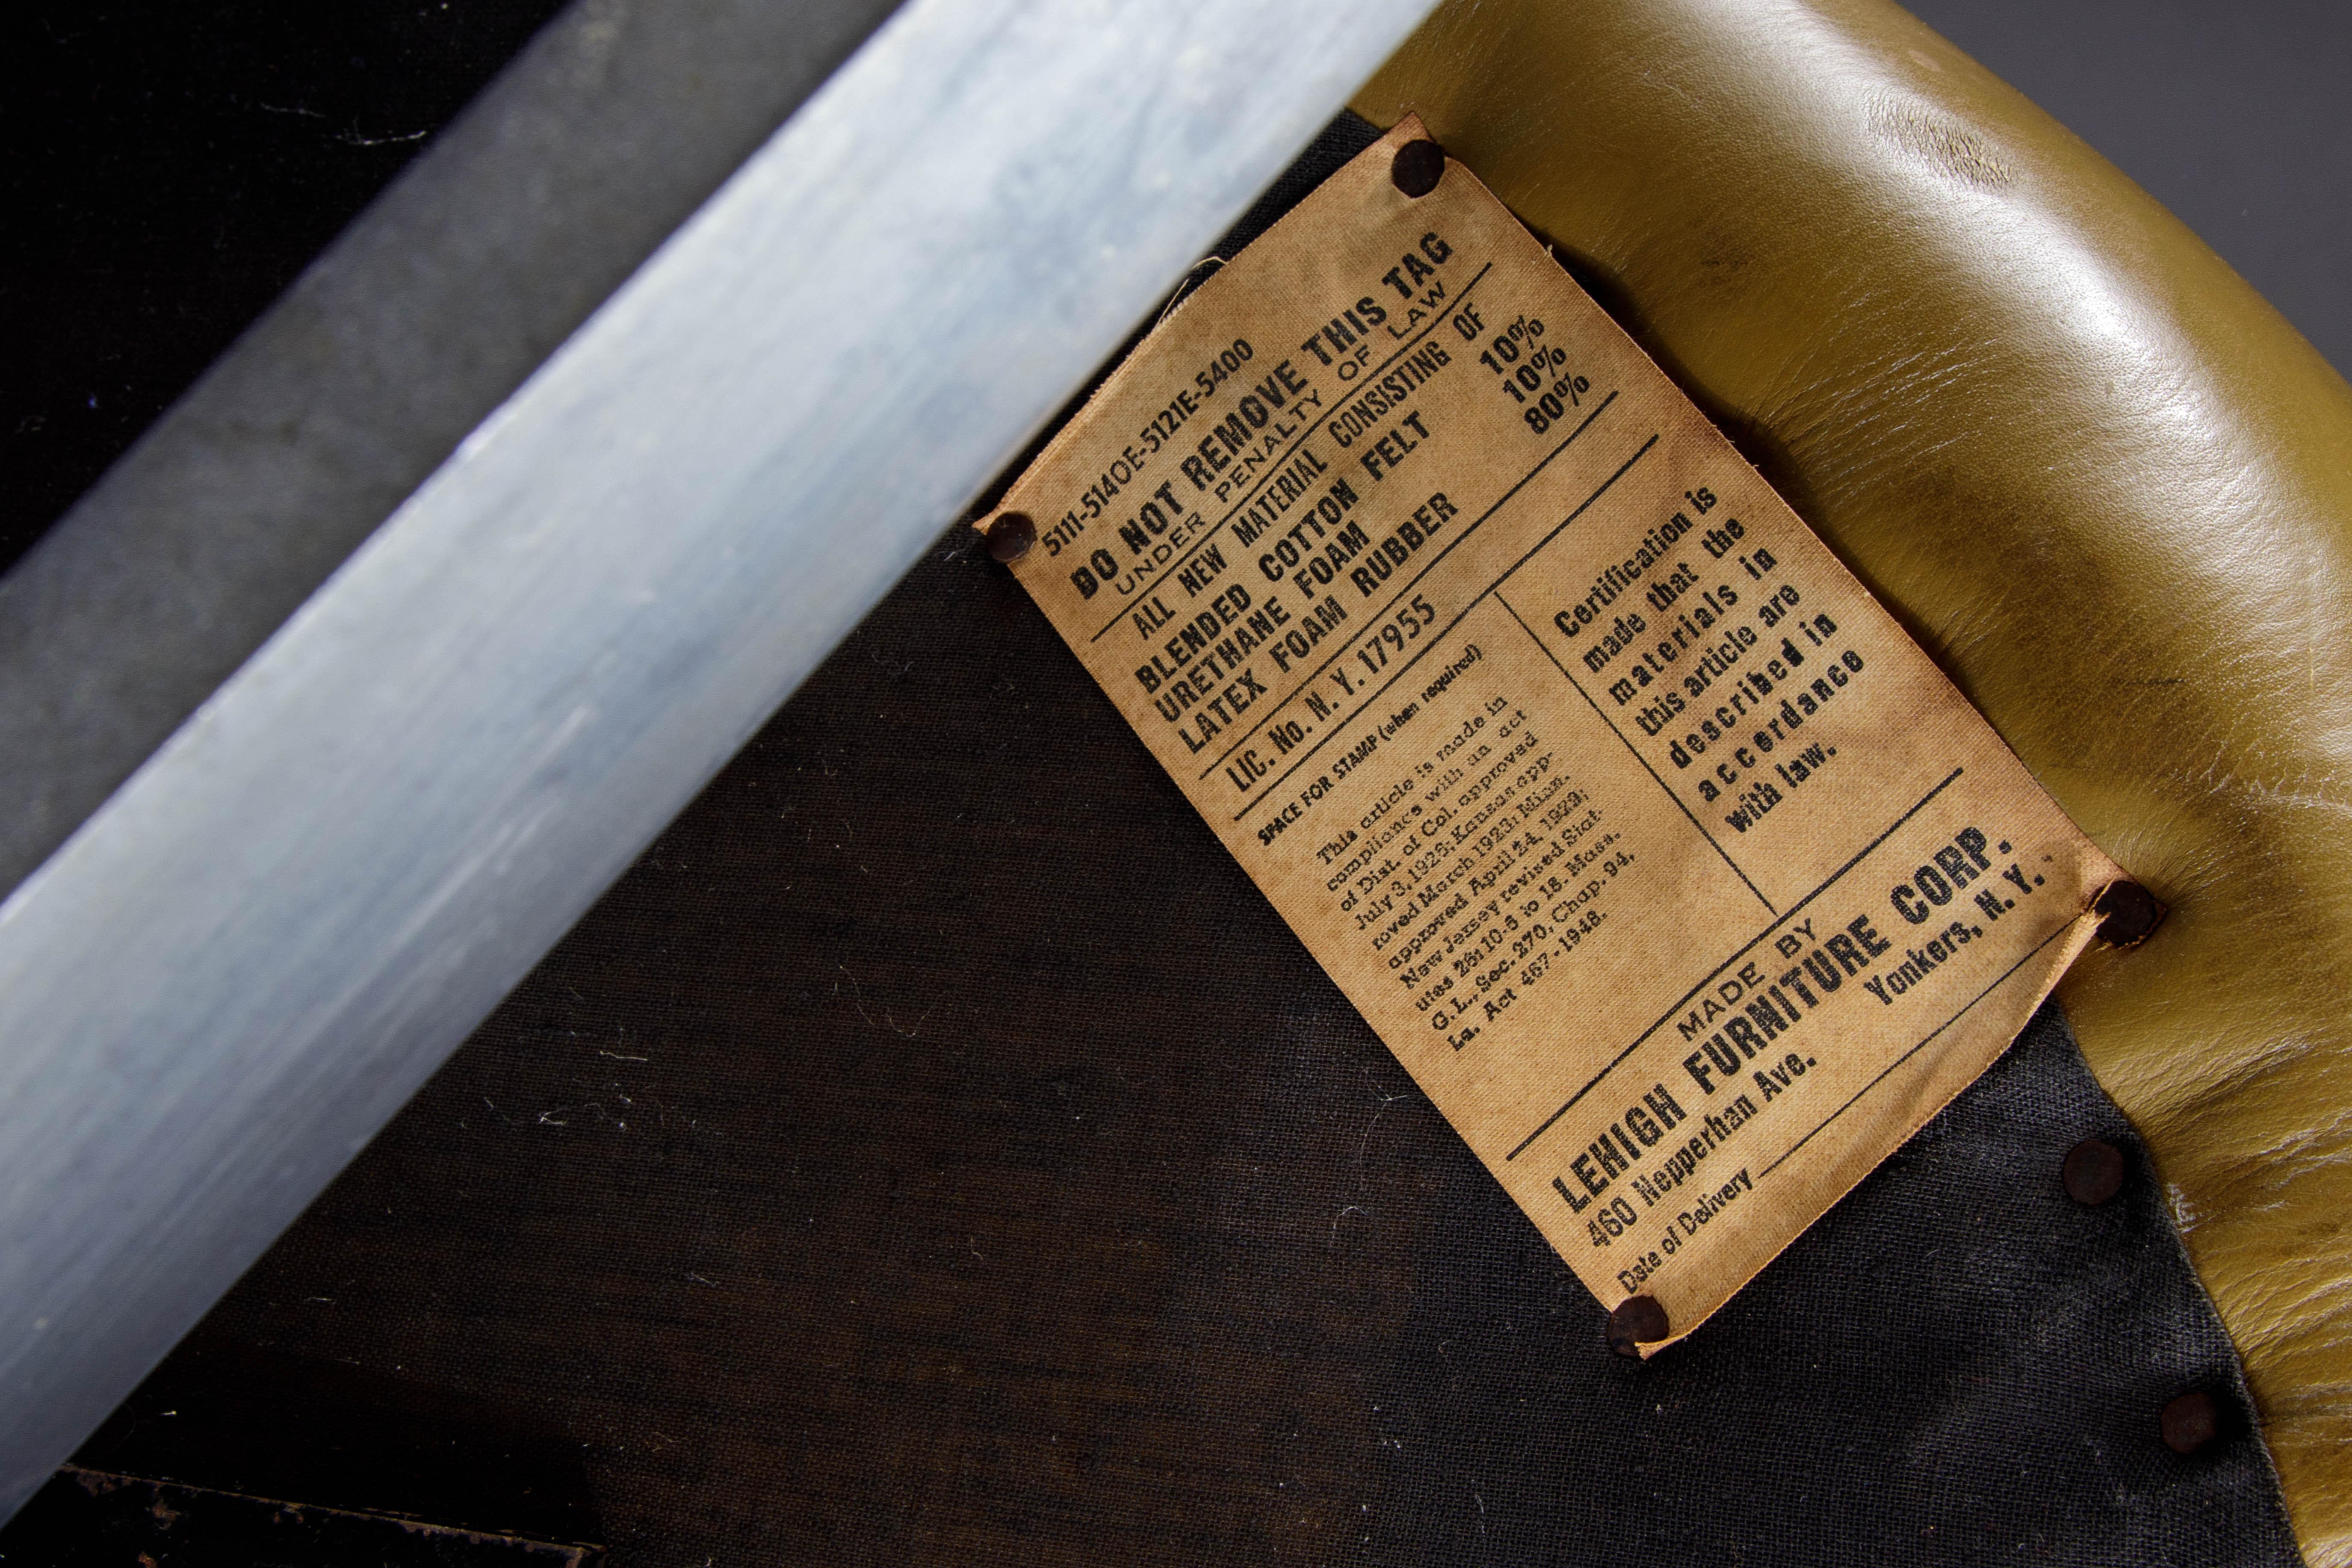 5111-5140E-5121E-5400
DO NOT REMOVE THIS TAG
UNDER PENALTY OF LAW
ALL NEW MATERIAL CONSISTING OF
BLENDED COTTON FELT 10%
URETHANE FOAM 10%
LATEX FOAM RUBBER 80%
LIC. No. N. Y. 17955
SPACE FOR STAMP (when required)
This article is made in
compliance with an act
of Dist. of Col. approved
July 3, 1926; Kansas app-
roved March 1923; Minn.
approved April 24, 1929;
New Jersey revised Stat-
utes 26:10-6 to 18. Mass.
G.L., Sec. 270, Chap. 94,
La. Act 467-1948.
Certification is
made that the
materials in
this article are
described in
accordance
with law.
MADE BY
LEHIGH FURNITURE CORP.
460 Nepperhan Ave. Yonkers, N. Y.
Date of Delivery